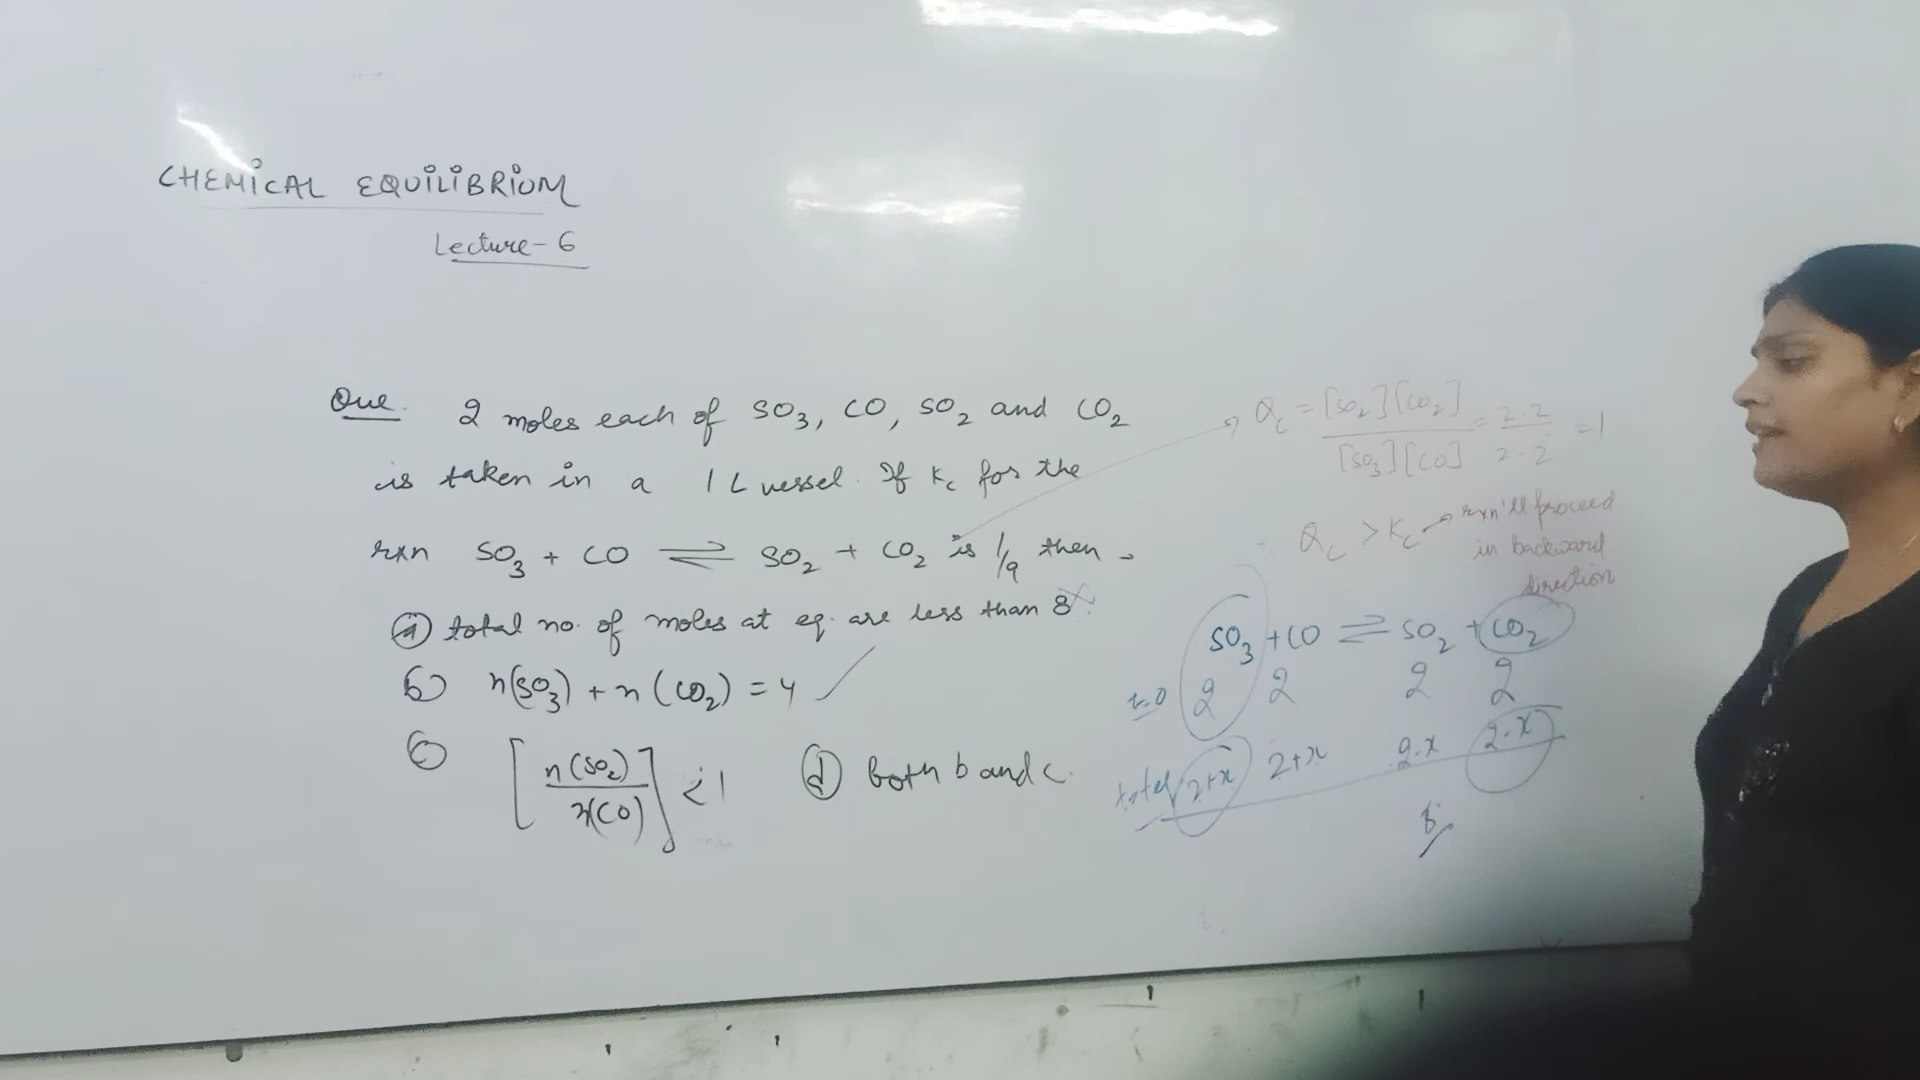 CHEMICAL EQUILIBRIUM
Lecture-6
Que. 2 moles each of SO₃, CO, SO₂ and CO₂
is taken in a 1 L vessel. If Kc for the
rxn SO₃ + CO ⇌ SO₂ + CO₂ is 1/9 then -
(a) total no. of moles at eq. are less than 8 ×
(b) n(SO₃) + n(CO₂) = 4 ✓
(c) [n(SO₂)/n(CO)] < 1 (d) both b and c.
Qc = [SO₂][CO₂]/[SO₃][CO] = 2·2/2·2 = 1
Qc > Kc → rxn'll proceed
in backward
direction
SO₃ + CO ⇌ SO₂ + CO₂
t=0 2 2 2 2
2+x 2+x 2-x 2-x
8